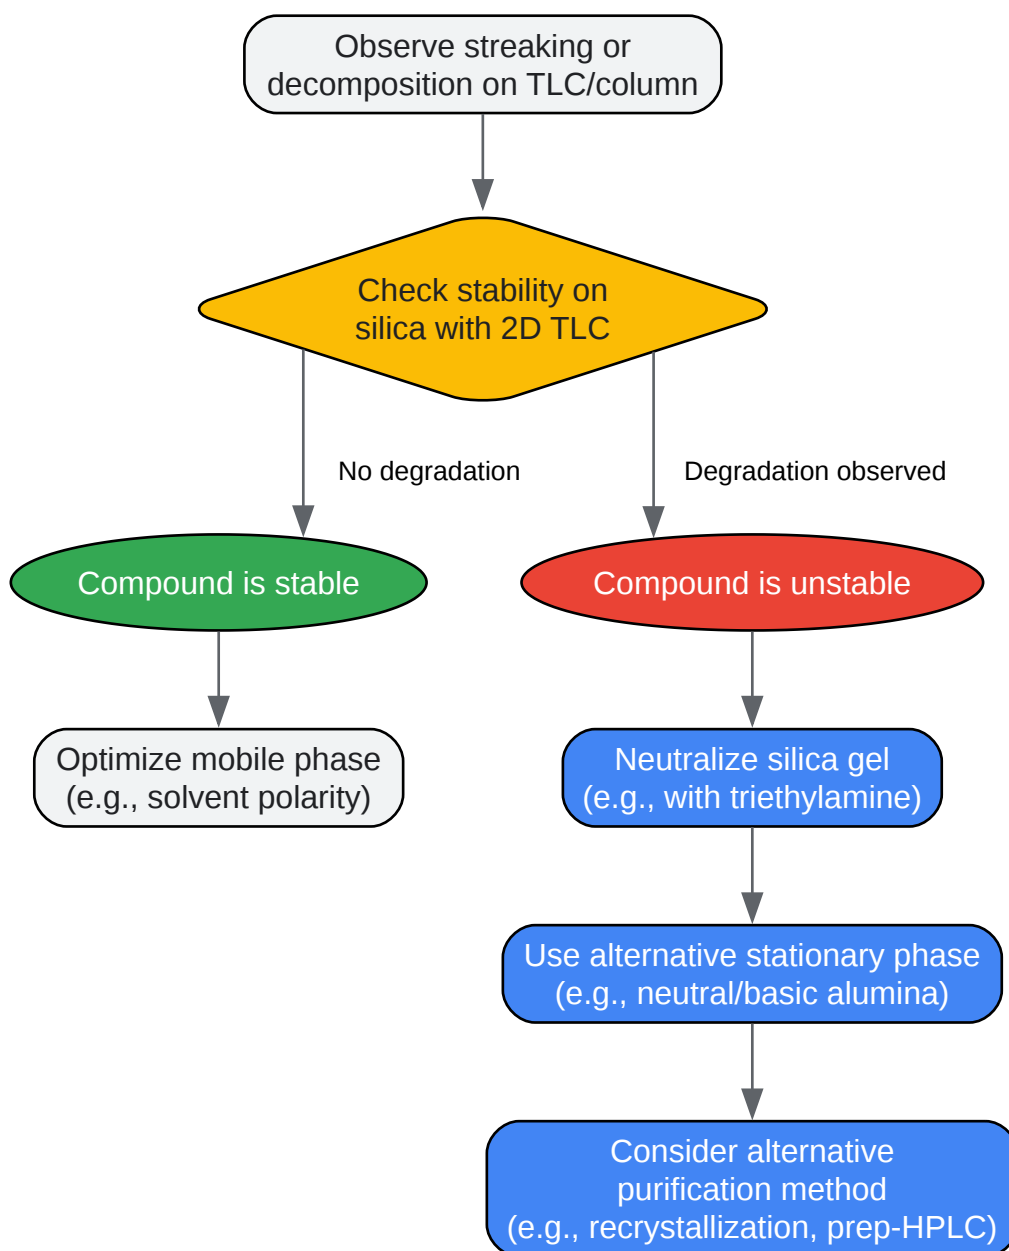 Observe streaking or
decomposition on TLC/column
Check stability on
silica with 2D TLC
No degradation
Degradation observed
Compound is stable
Compound is unstable
Optimize mobile phase
(e.g., solvent polarity)
Neutralize silica gel
(e.g., with triethylamine)
Use alternative stationary phase
(e.g., neutral/basic alumina)
Consider alternative
purification method
(e.g., recrystallization, prep-HPLC)